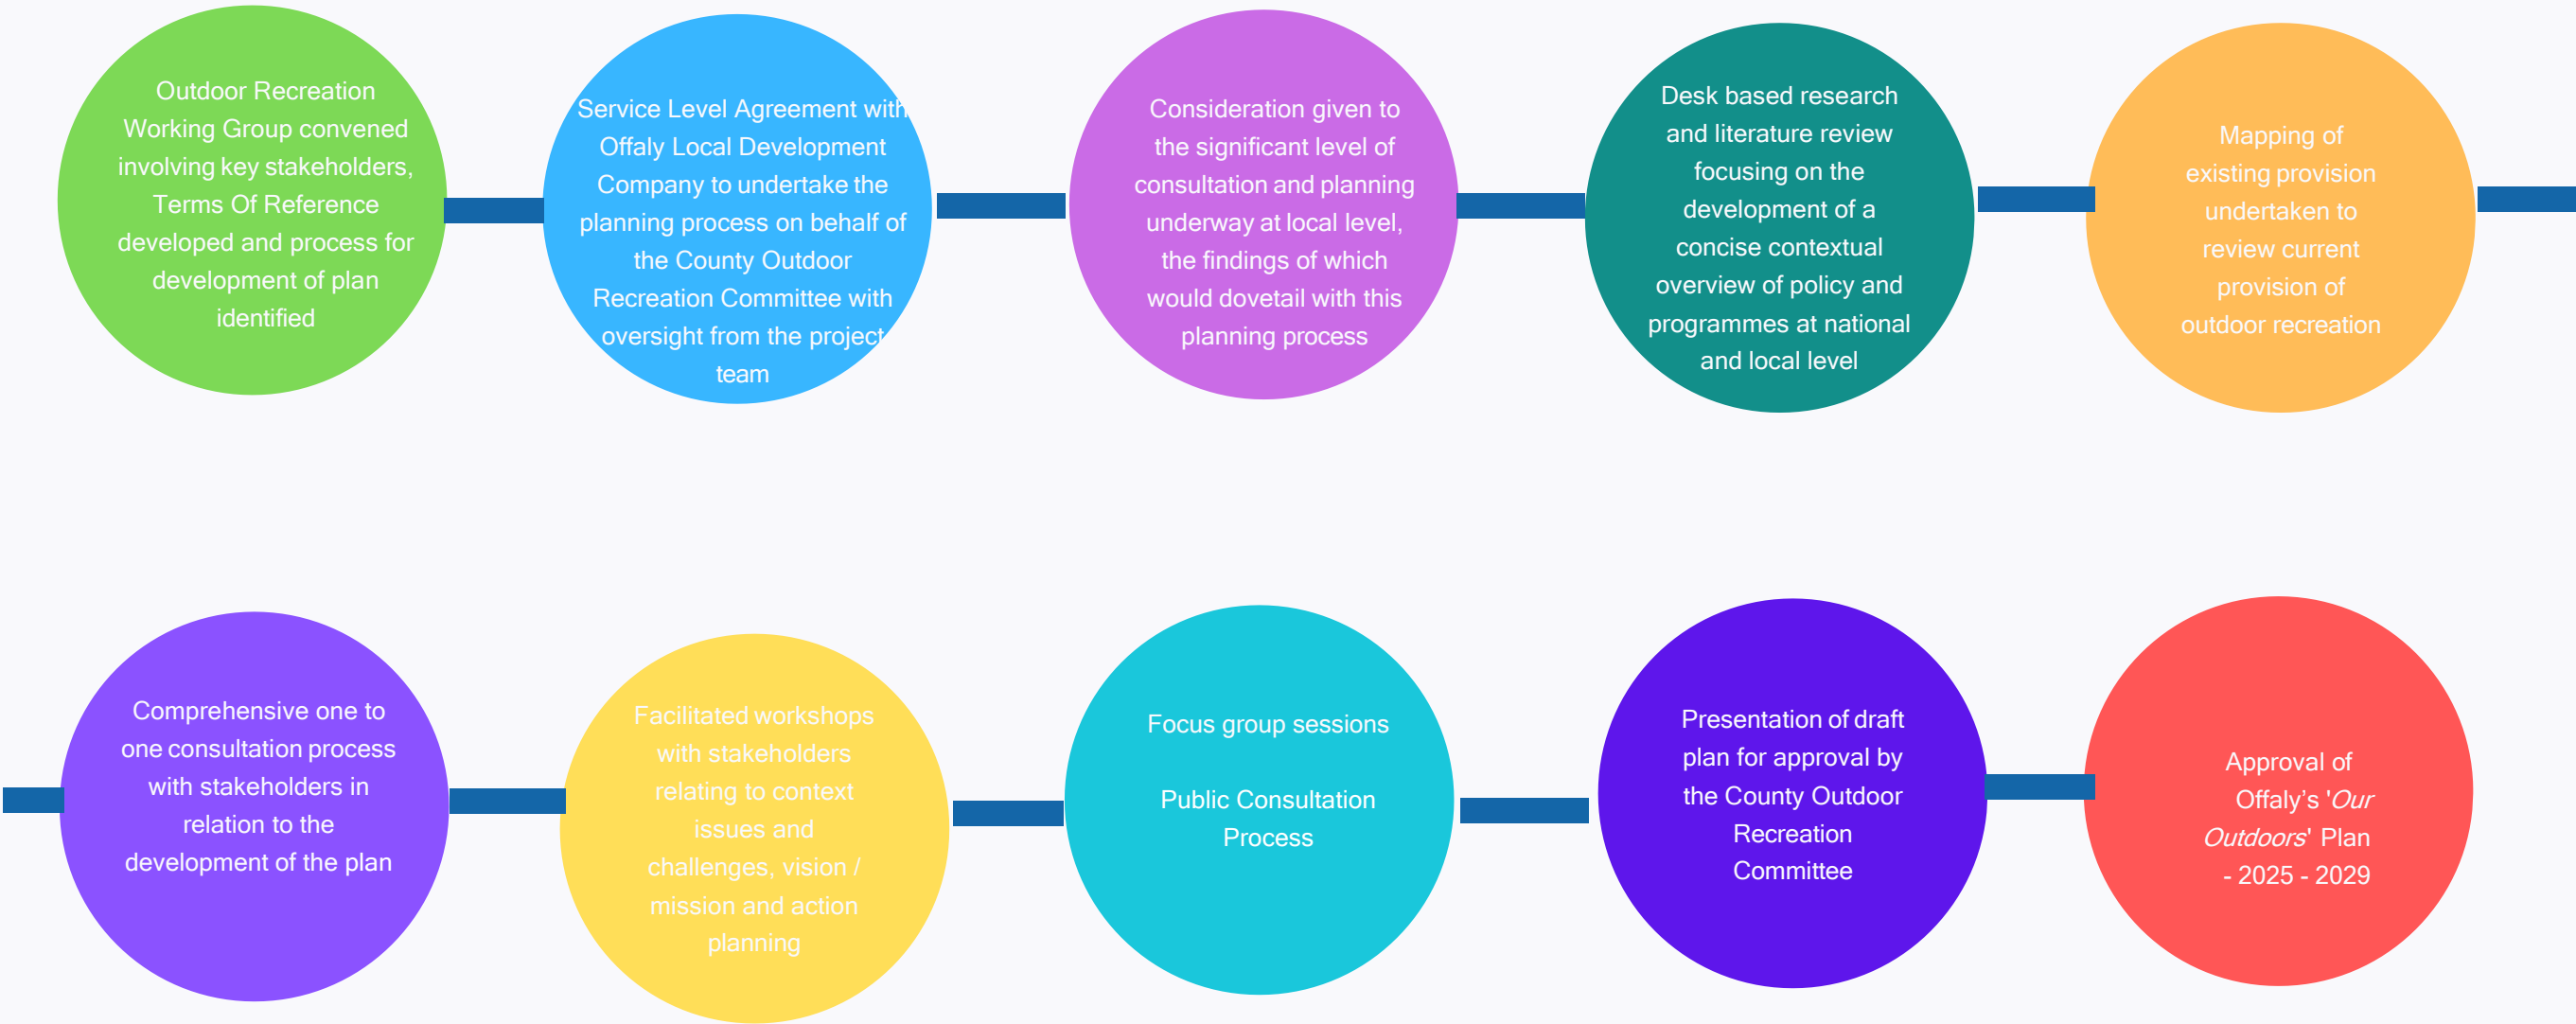 Outdoor Recreation
Working Group convened
involving key stakeholders,
Terms Of Reference
developed and process for
development of plan
identified
Service Level Agreement with
Offaly Local Development
Company to undertake the
planning process on behalf of
the County Outdoor
Recreation Committee with
oversight from the project
team
Consideration given to
the significant level of
consultation and planning
underway at local level,
the findings of which
would dovetail with this
planning process
Desk based research
and literature review
focusing on the
development of a
concise contextual
overview of policy and
programmes at national
and local level
Mapping of
existing provision
undertaken to
review current
provision of
outdoor recreation
Comprehensive one to
one consultation process
with stakeholders in
relation to the
development of the plan
Facilitated workshops
with stakeholders
relating to context
issues and
challenges, vision /
mission and action
planning
Focus group sessions
Public Consultation
Process
Presentation of draft
plan for approval by
the County Outdoor
Recreation
Committee
Approval of
Offaly’s 'Our
Outdoors' Plan
- 2025 - 2029